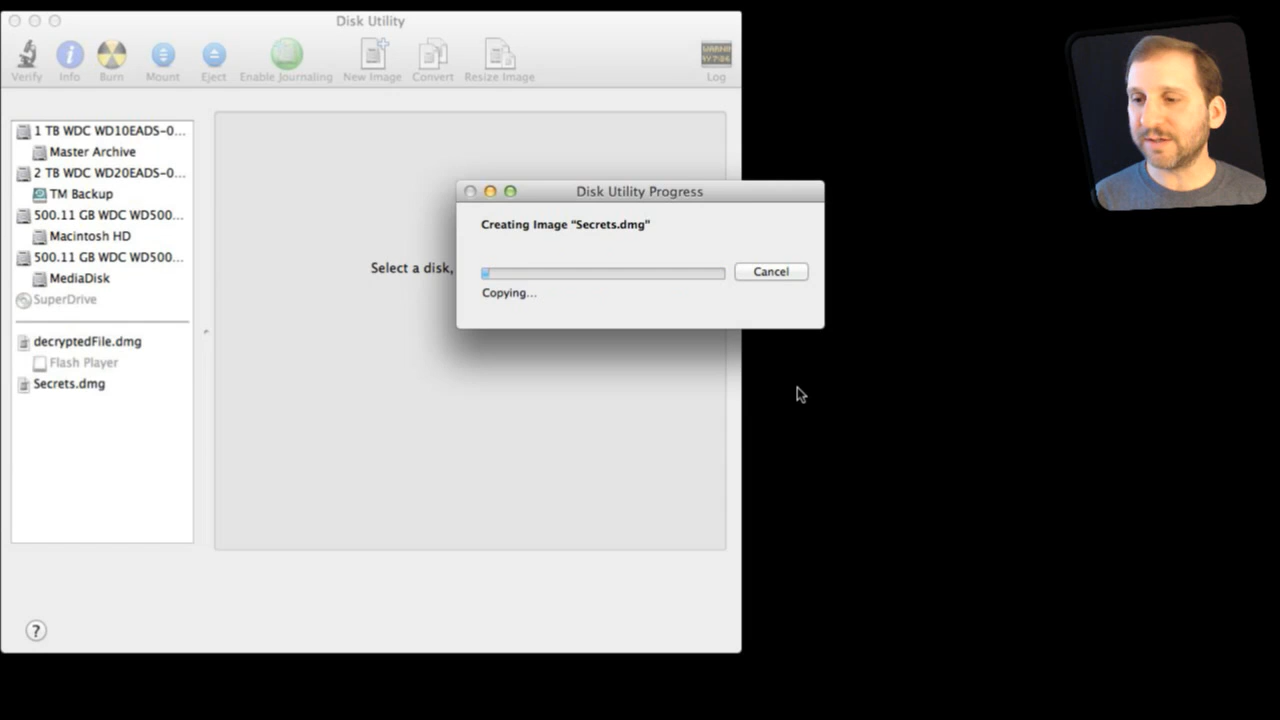 Disk Utility
Verify
Info
Burn
Mount
Eject
Enable Journaling
New Image
Convert
Resize Image
Log
1 TB WDC WD10EADS-0...
Master Archive
2 TB WDC WD20EADS-0...
TM Backup
500.11 GB WDC WD500...
Macintosh HD
500.11 GB WDC WD500...
MediaDisk
SuperDrive
decryptedFile.dmg
Flash Player
Secrets.dmg
Select a disk,
Disk Utility Progress
Creating Image "Secrets.dmg"
Cancel
Copying...
?